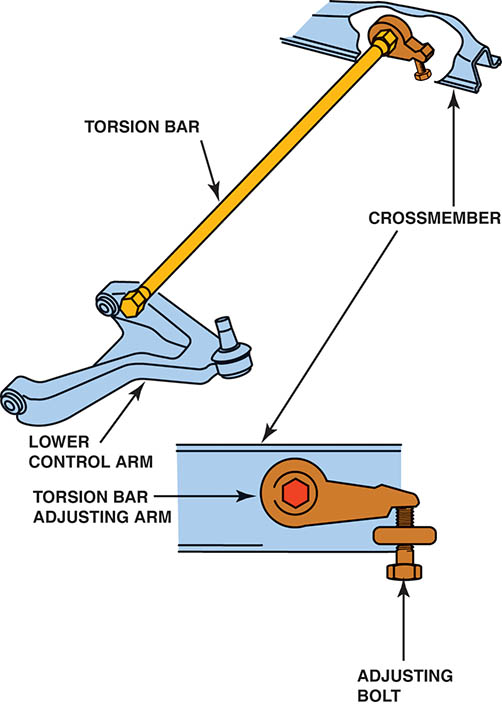 TORSION BAR
CROSSMEMBER
LOWER
CONTROL ARM
TORSION BAR
ADJUSTING ARM
ADJUSTING
BOLT